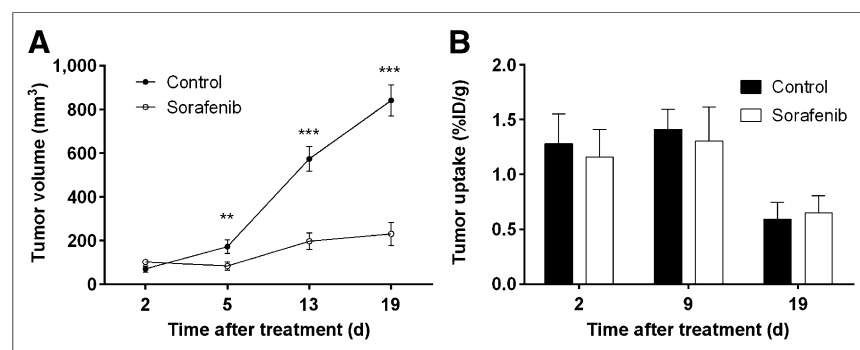 A
Tumor volume (mm³)
1,000
800
600
400
200
0
Control
Sorafenib
**
***
***
2 5 13 19
Time after treatment (d)
B
Tumor uptake (%ID/g)
2.0
1.5
1.0
0.5
0.0
Control
Sorafenib
2 9 19
Time after treatment (d)